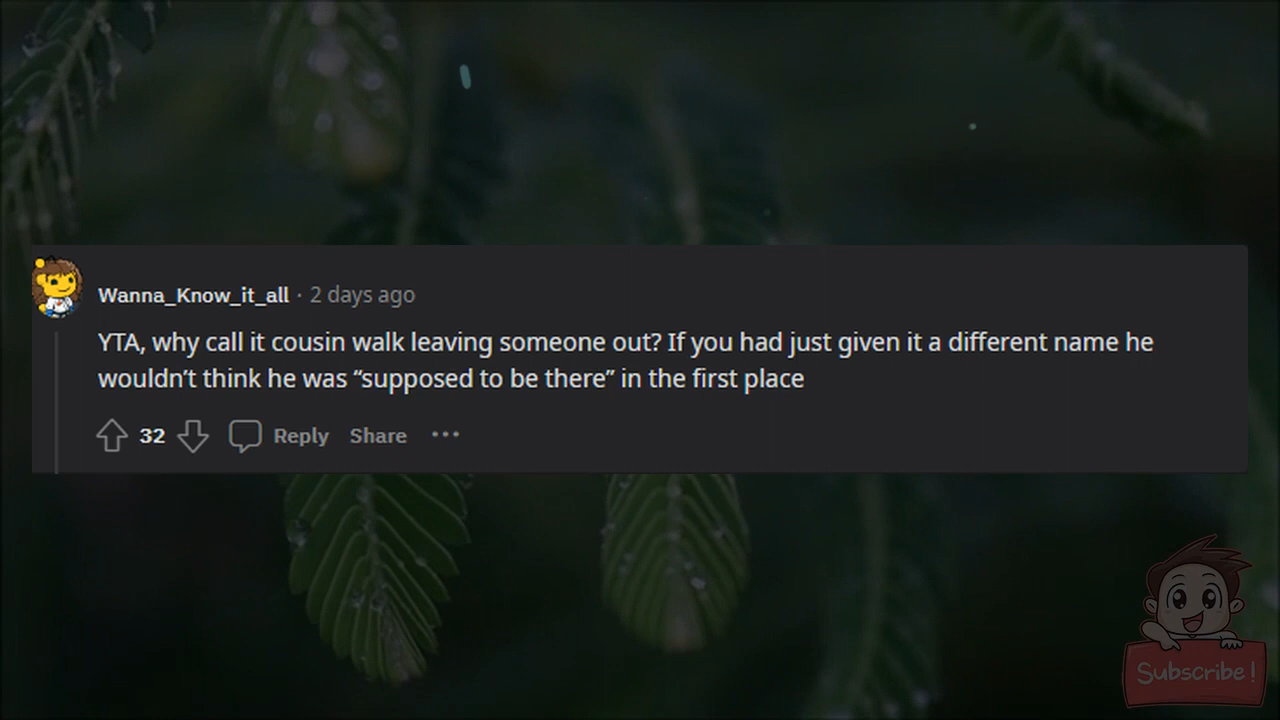 Wanna_Know_it_all · 2 days ago
YTA, why call it cousin walk leaving someone out? If you had just given it a different name he
wouldn’t think he was “supposed to be there” in the first place
32 Reply Share ···
Subscribe!